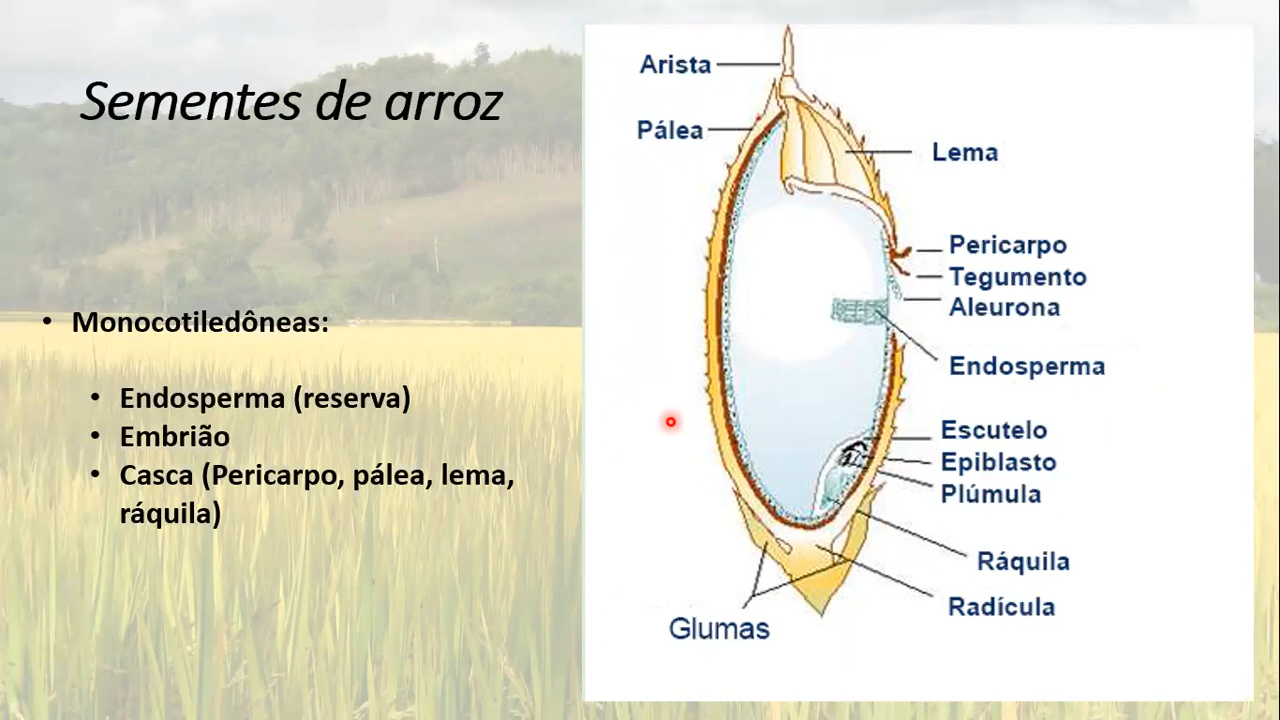 Sementes de arroz
• Monocotiledôneas:
• Endosperma (reserva)
• Embrião
• Casca (Pericarpo, pálea, lema,
ráquila)
Arista
Pálea
Lema
Pericarpo
Tegumento
Aleurona
Endosperma
Escutelo
Epiblasto
Plúmula
Ráquila
Radícula
Glumas